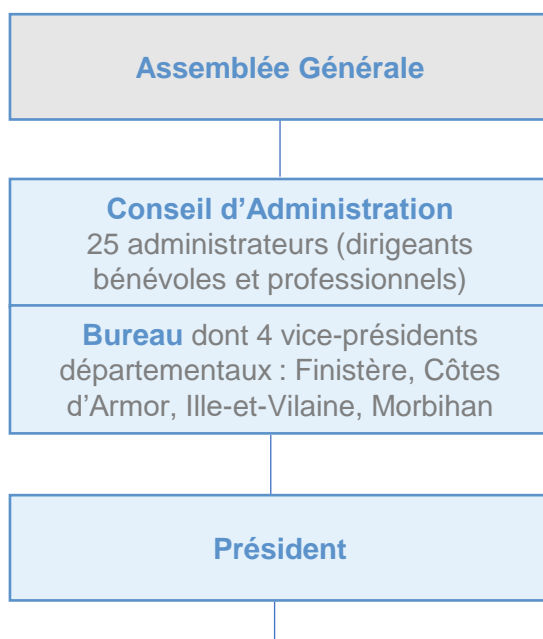 Assemblée Générale
Conseil d’Administration
25 administrateurs (dirigeants
bénévoles et professionnels)
Bureau dont 4 vice-présidents
départementaux : Finistère, Côtes
d’Armor, Ille-et-Vilaine, Morbihan
Président